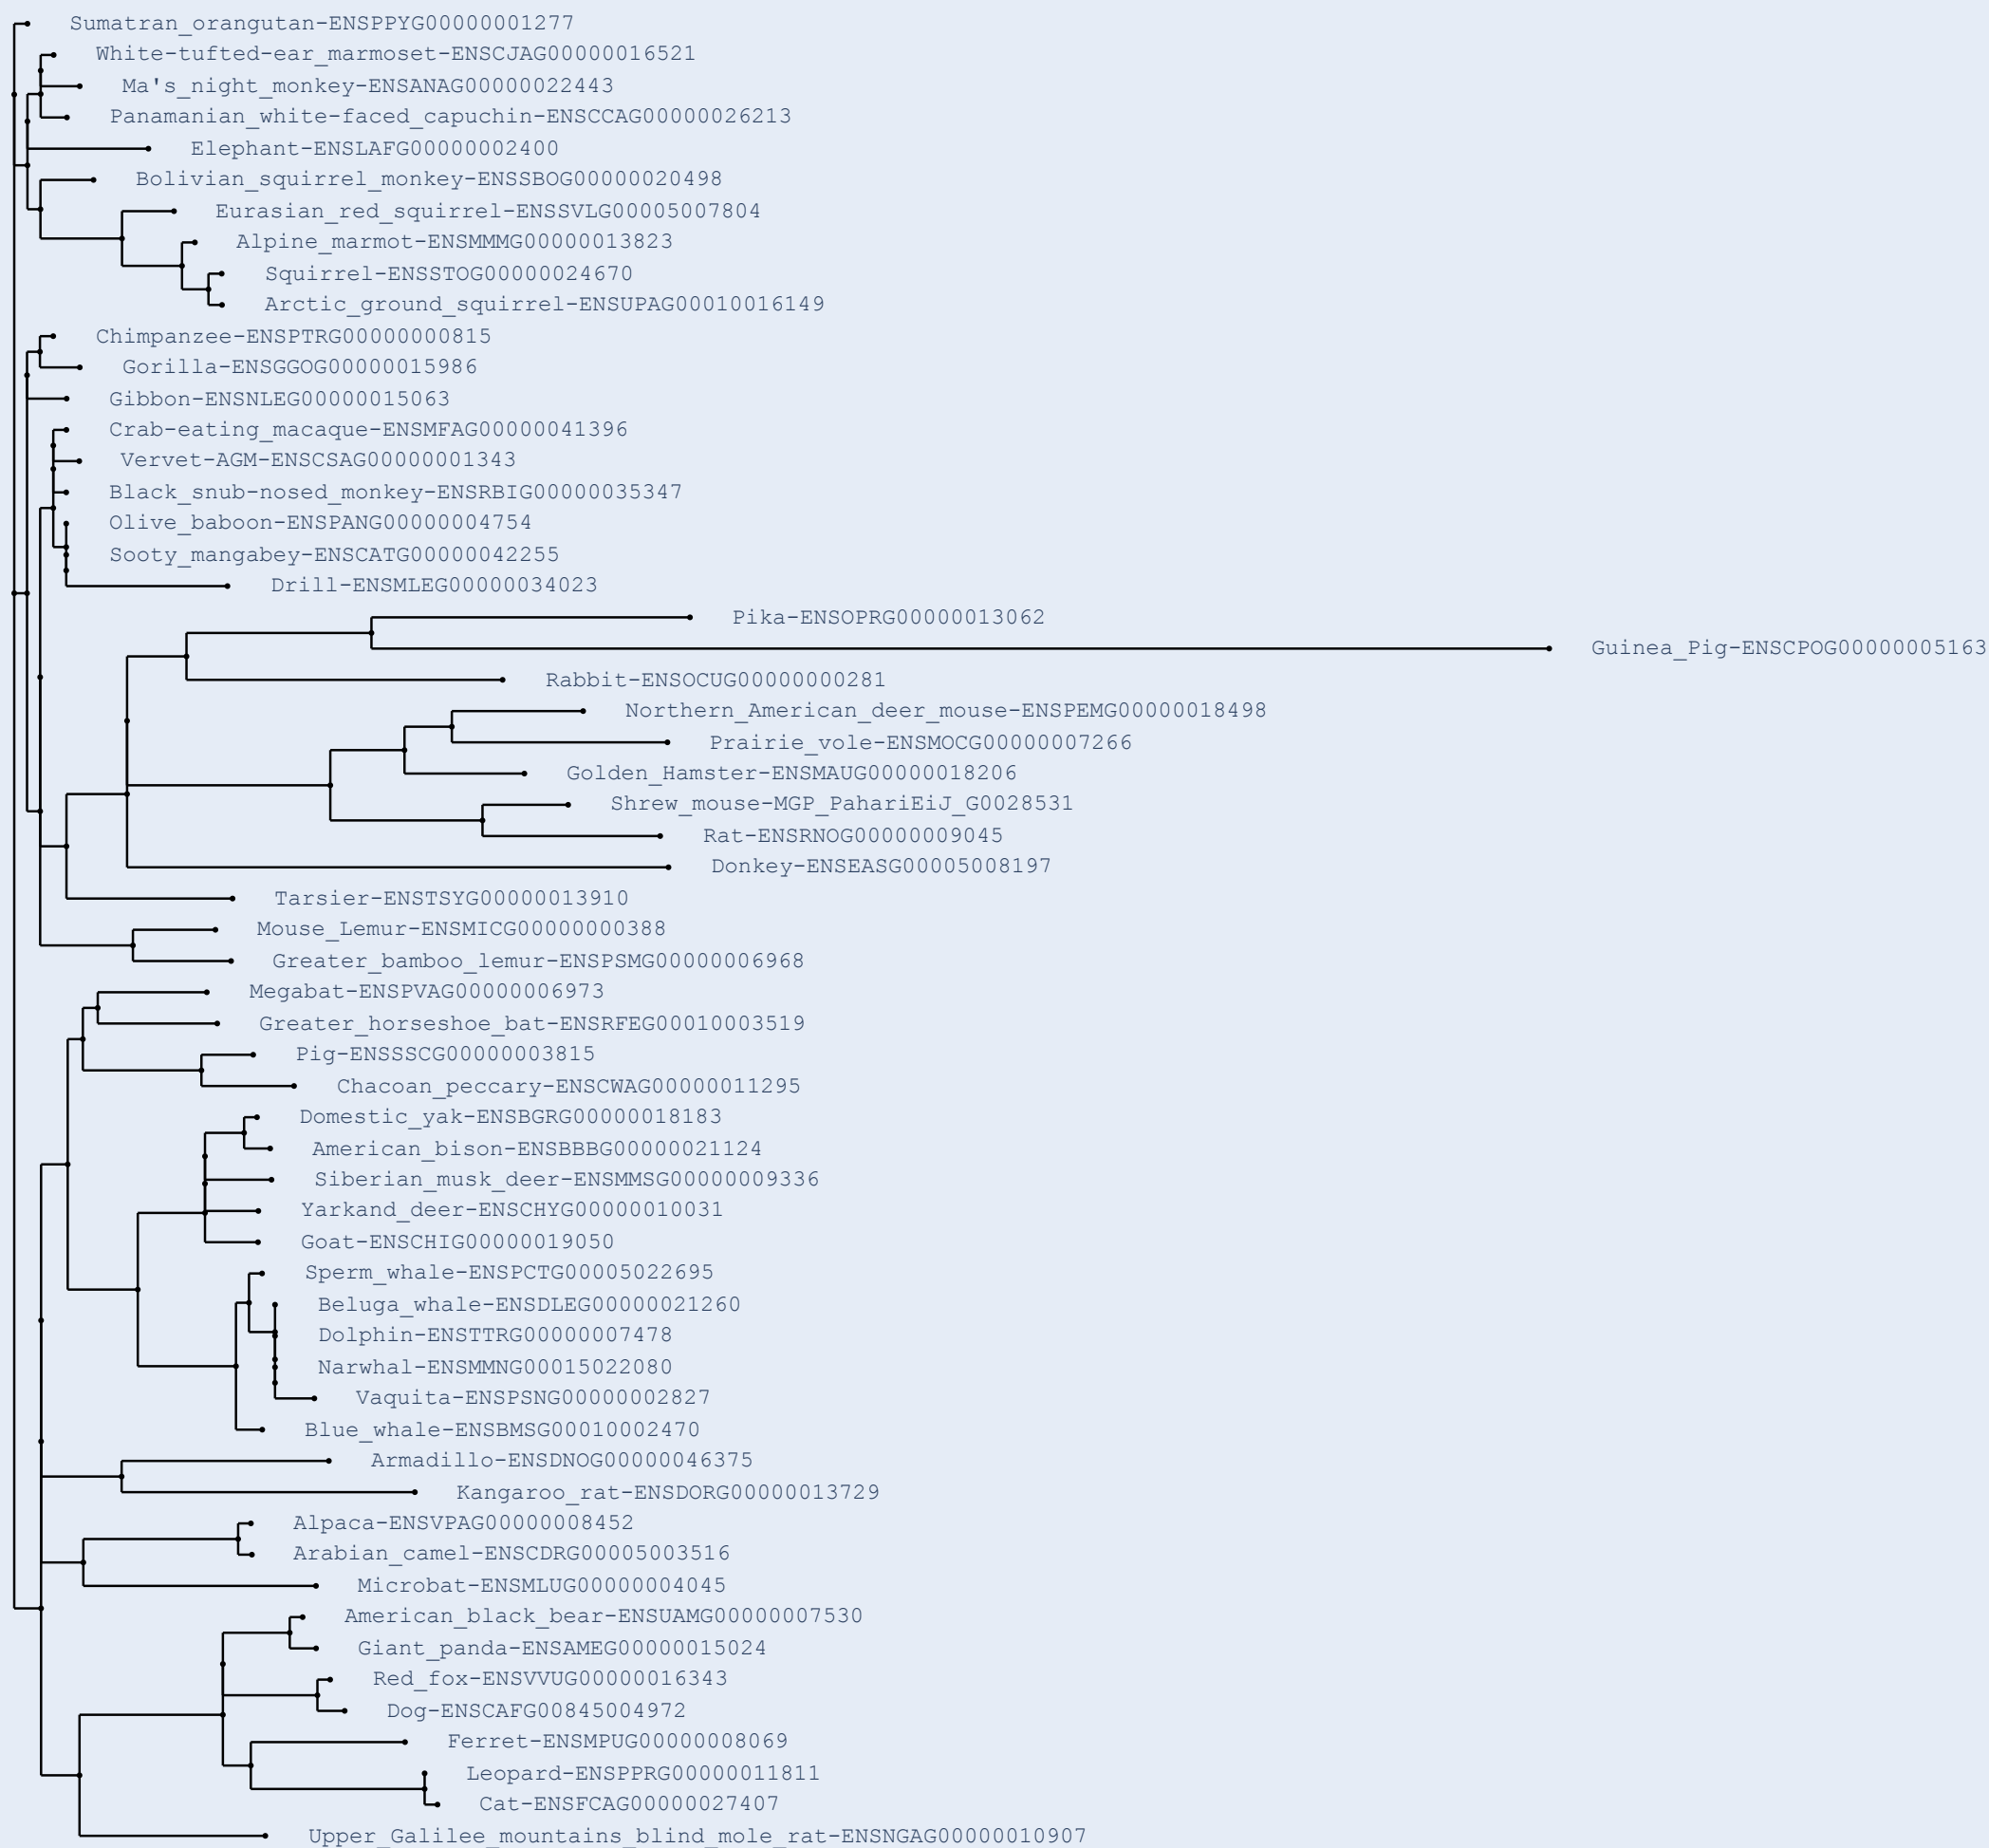 Sumatran_orangutan-ENSPPYG00000001277
White-tufted-ear_marmoset-ENSCJAG00000016521
Ma's_night_monkey-ENSANAG00000022443
Panamanian_white-faced_capuchin-ENSCCAG00000026213
Elephant-ENSLAFG00000002400
Bolivian_squirrel_monkey-ENSSBOG00000020498
Eurasian_red_squirrel-ENSSVLG00005007804
Alpine_marmot-ENSMMMG00000013823
Squirrel-ENSSTOG00000024670
Arctic_ground_squirrel-ENSUPAG00010016149
Chimpanzee-ENSPTRG00000000815
Gorilla-ENSGGOG00000015986
Gibbon-ENSNLEG00000015063
Crab-eating_macaque-ENSMFAG00000041396
Vervet-AGM-ENSCSAG00000001343
Black_snub-nosed_monkey-ENSRBIG00000035347
Olive_baboon-ENSPANG00000004754
Sooty_mangabey-ENSCATG00000042255
Drill-ENSMLEG00000034023
Pika-ENSOPRG00000013062
Guinea_Pig-ENSCPOG00000005163
Rabbit-ENSOCUG00000000281
Northern_American_deer_mouse-ENSPEMG00000018498
Prairie_vole-ENSMOCG00000007266
Golden_Hamster-ENSMAUG00000018206
Shrew_mouse-MGP_PahariEiJ_G0028531
Rat-ENSRNOG00000009045
Donkey-ENSEASG00005008197
Tarsier-ENSTSYG00000013910
Mouse_Lemur-ENSMICG00000000388
Greater_bamboo_lemur-ENSPSMG00000006968
Megabat-ENSPVAG00000006973
Greater_horseshoe_bat-ENSRFEG00010003519
Pig-ENSSSCG00000003815
Chacoan_peccary-ENSCWAG00000011295
Domestic_yak-ENSBGRG00000018183
American_bison-ENSBBBG00000021124
Siberian_musk_deer-ENSMMSG00000009336
Yarkand_deer-ENSCHYG00000010031
Goat-ENSCHIG00000019050
Sperm_whale-ENSPCTG00005022695
Beluga_whale-ENSDLEG00000021260
Dolphin-ENSTTRG00000007478
Narwhal-ENSMMNG00015022080
Vaquita-ENSPSNG00000002827
Blue_whale-ENSBMSG00010002470
Armadillo-ENSDNOG00000046375
Kangaroo_rat-ENSDORG00000013729
Alpaca-ENSVPAG00000008452
Arabian_camel-ENSCDRG00005003516
Microbat-ENSMLUG00000004045
American_black_bear-ENSUAMG00000007530
Giant_panda-ENSAMEG00000015024
Red_fox-ENSVVUG00000016343
Dog-ENSCAFG00845004972
Ferret-ENSMPUG00000008069
Leopard-ENSPPRG00000011811
Cat-ENSFCAG00000027407
Upper_Galilee_mountains_blind_mole_rat-ENSNGAG00000010907